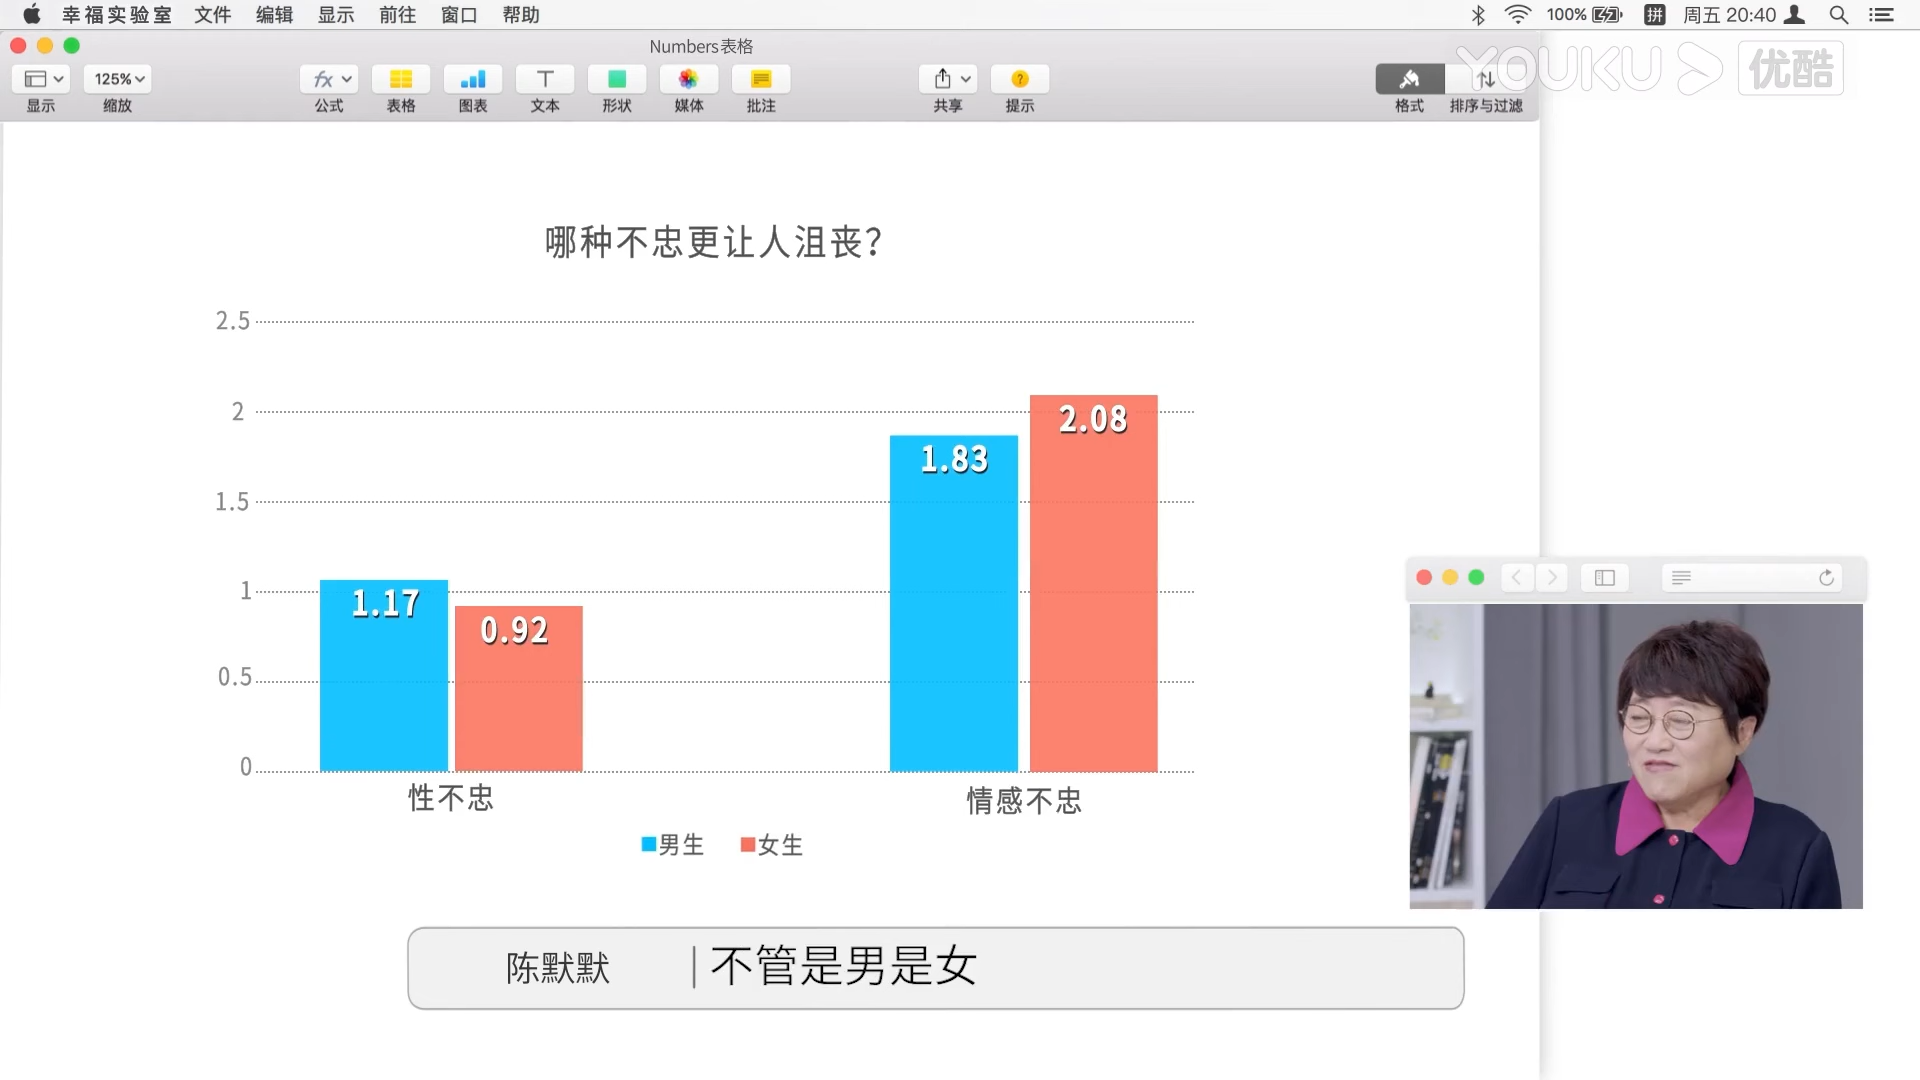 幸福实验室 文件 编辑 显示 前往 窗口 帮助 100% 拼 周五 20:40
Numbers表格
125%
显示 缩放 公式 表格 图表 文本 形状 媒体 批注 共享 提示 格式 排序与过滤
YOUKU 优酷
哪种不忠更让人沮丧?
2.5
2
1.5
1
0.5
0
1.17
0.92
1.83
2.08
性不忠 情感不忠
男生 女生
陈默默 不管是男是女